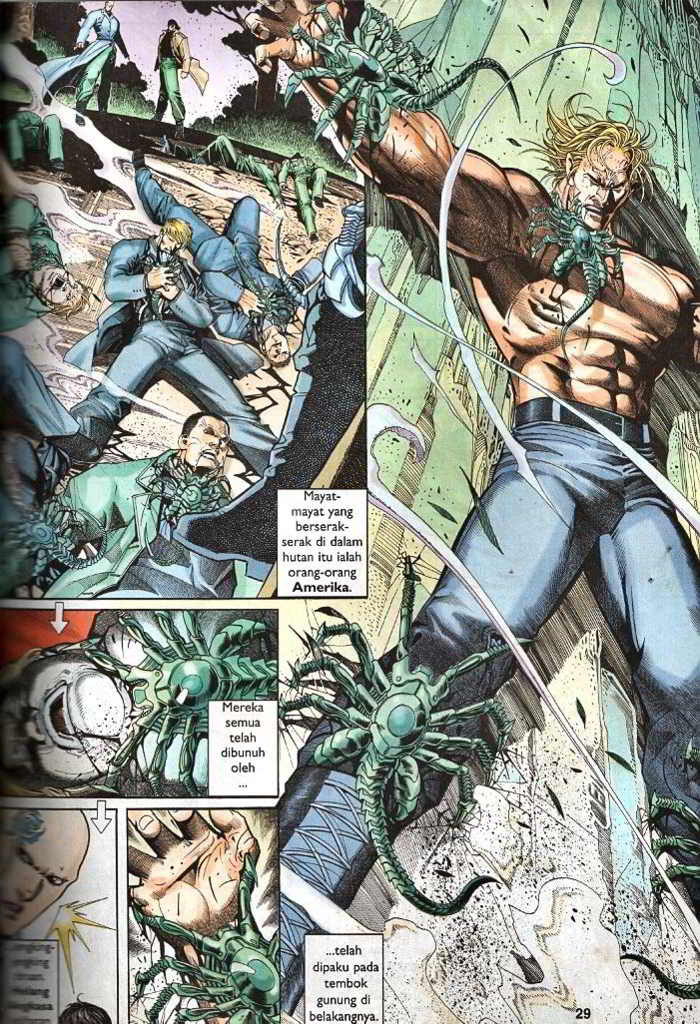 Mayat-
mayat yang
berserak-
serak di dalam
hutan itu ialah
orang-orang
Amerika.
Mereka
semua
telah
dibunuh
oleh
...
...telah
dipaku pada
tembok
gunung di
belakangnya.
29